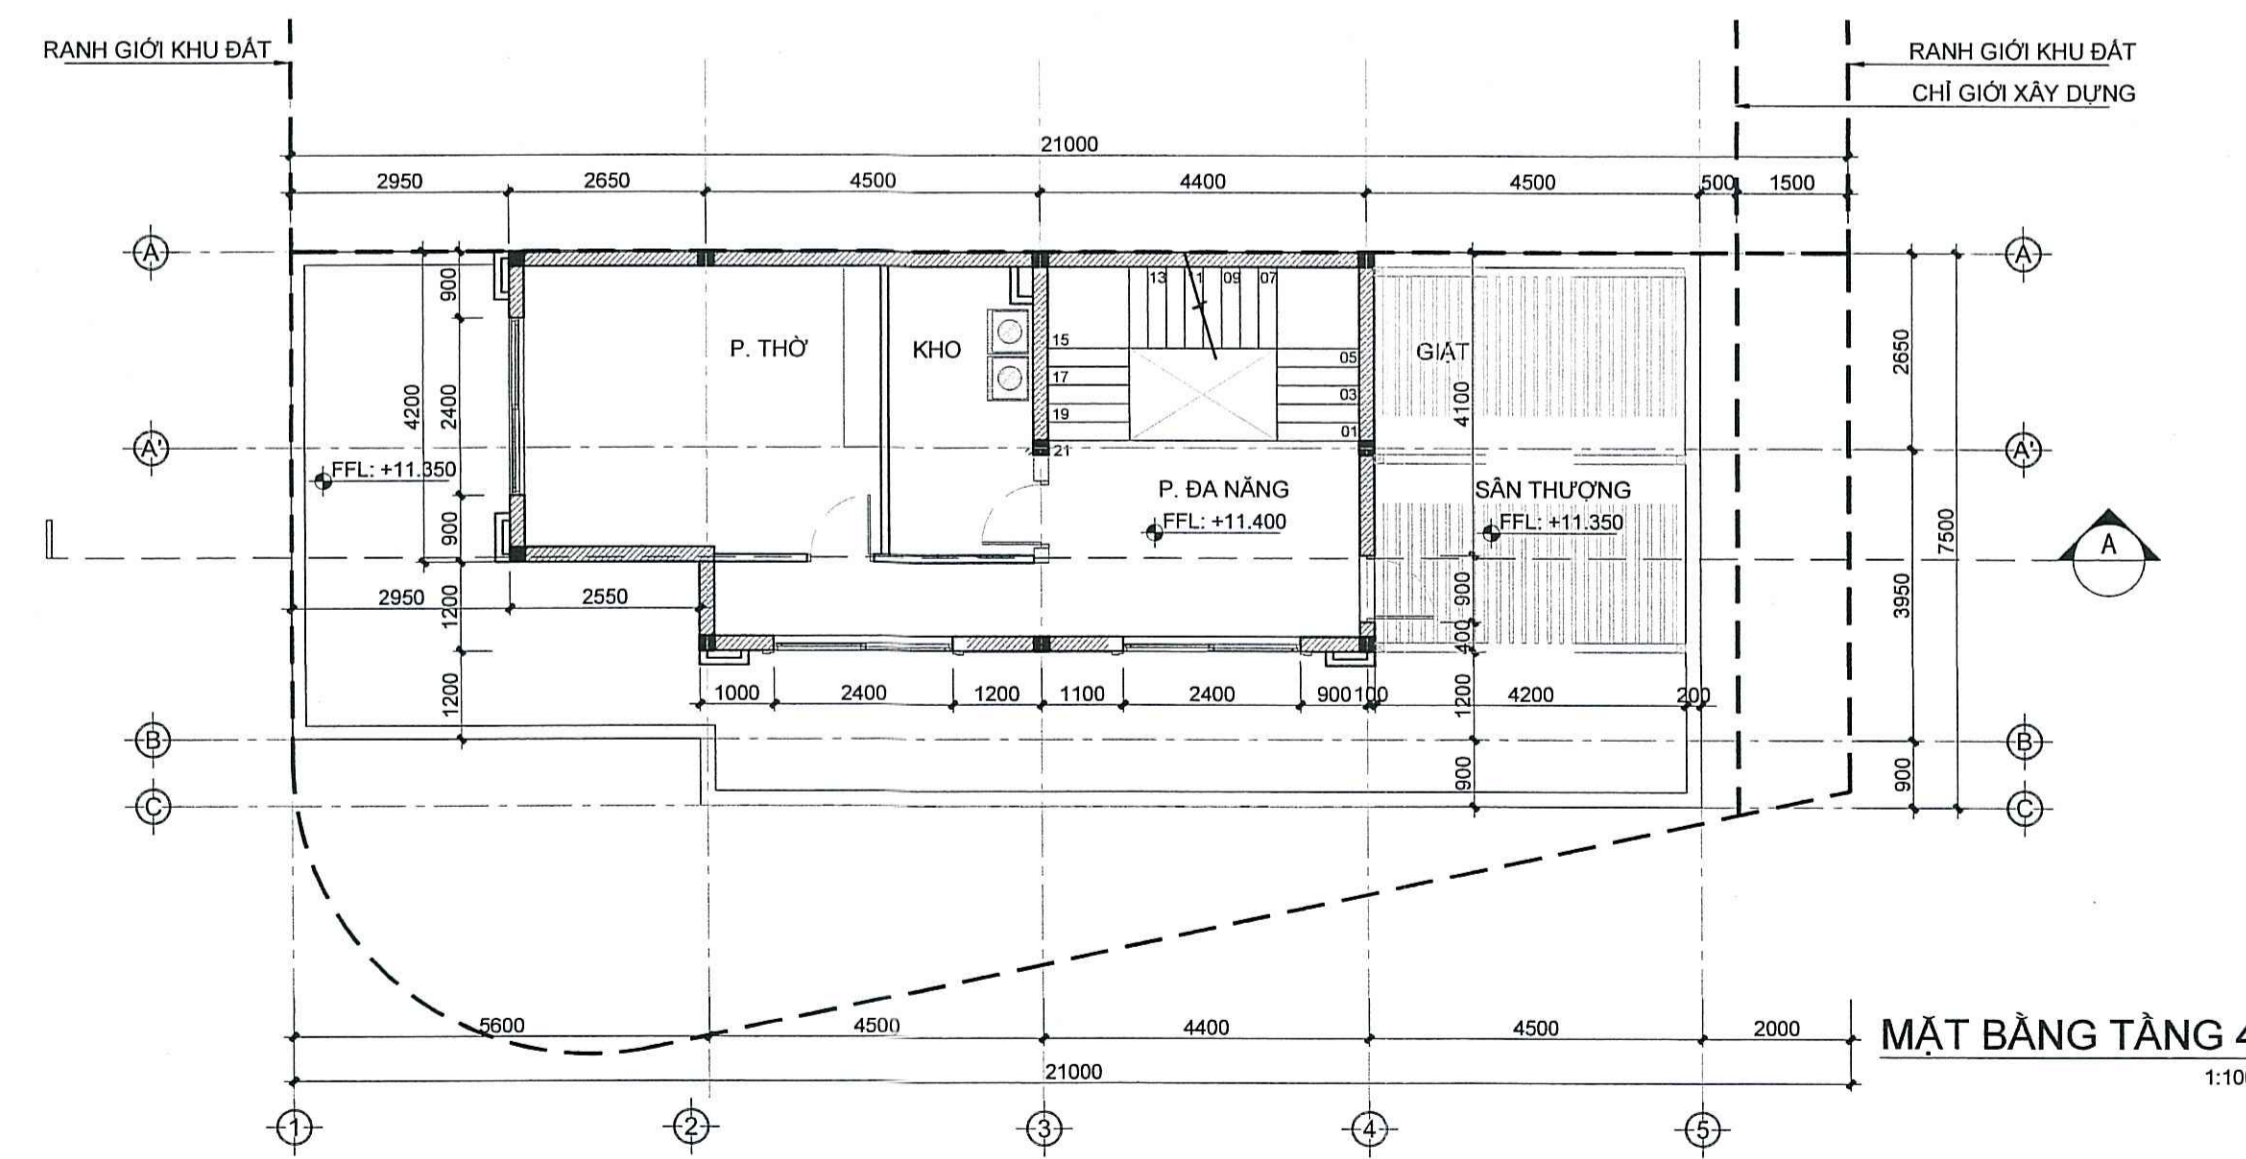 RANH GIỚI KHU ĐẤT
RANH GIỚI KHU ĐẤT
CHỈ GIỚI XÂY DỰNG
21000
2950 2650 4500 4400 4500 500 1500
A A
900
13 11 09 07
P. THỜ KHO 15 05 GIẶT 2650
17 03
4200 2400 19 4100
01
A' A'
21
FFL: +11.350
P. ĐA NĂNG SÂN THƯỢNG
FFL: +11.400 FFL: +11.350
900 7500
A
2950 2550 1200 900 3950
400
1000 2400 1200 1100 2400 900 100 4200 200
1200 1200
B B
900 900
C C
5600 4500 4400 4500 2000
MẶT BẰNG TẦNG 4
21000
1:100
1 2 3 4 5